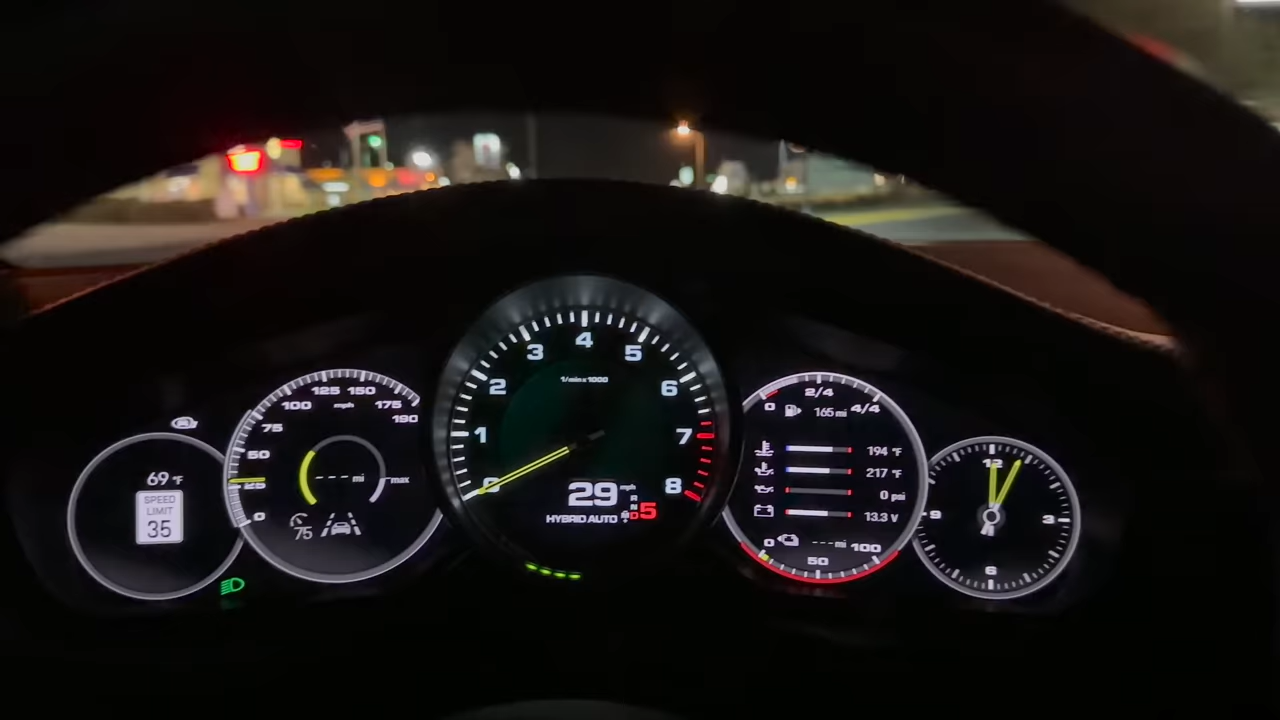 69 °F
SPEED
LIMIT
35
0
25
50
75
100
125
150
175
190
mph
--- mi
max
75
0
1
2
3
4
5
6
7
8
1/min x 1000
29 mph
HYBRID AUTO
R
N
D
5
0
2/4
4/4
165 mi
194 °F
217 °F
0 psi
13.3 V
--- mi
0
50
100
12
3
6
9